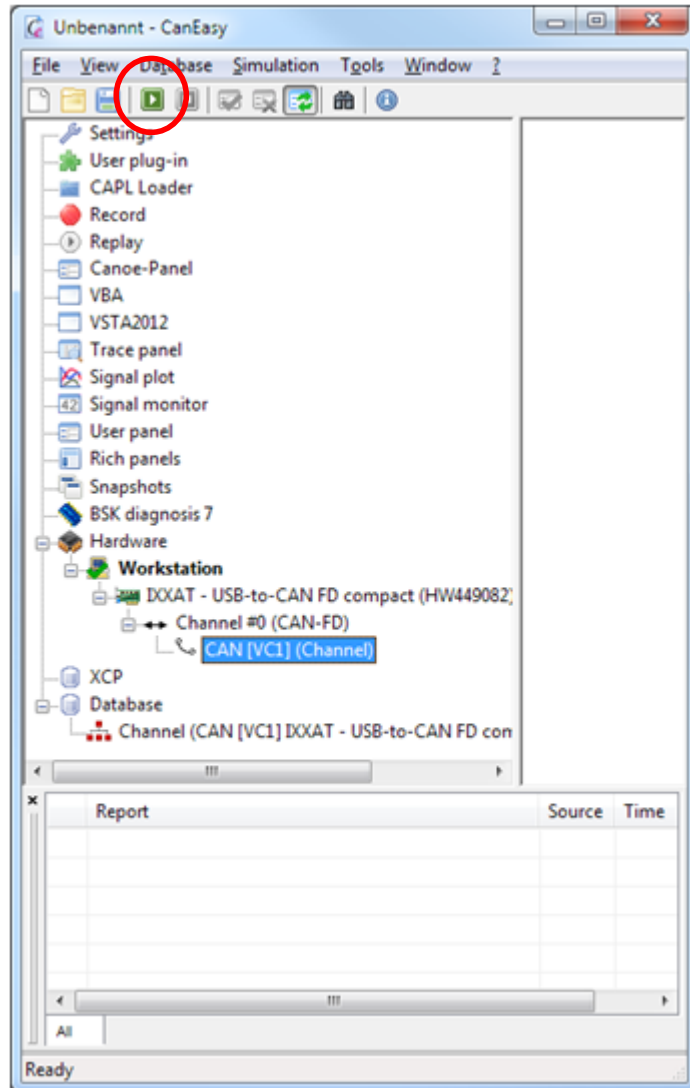 Unbenannt - CanEasy
File View Database Simulation Tools Window ?
Settings
User plug-in
CAPL Loader
Record
Replay
Canoe-Panel
VBA
VSTA2012
Trace panel
Signal plot
42 Signal monitor
User panel
Rich panels
Snapshots
BSK diagnosis 7
Hardware
Workstation
IXXAT - USB-to-CAN FD compact (HW449082)
Channel #0 (CAN-FD)
CAN [VC1] (Channel)
XCP
Database
Channel (CAN [VC1] IXXAT - USB-to-CAN FD com
Report Source Time
All
Ready